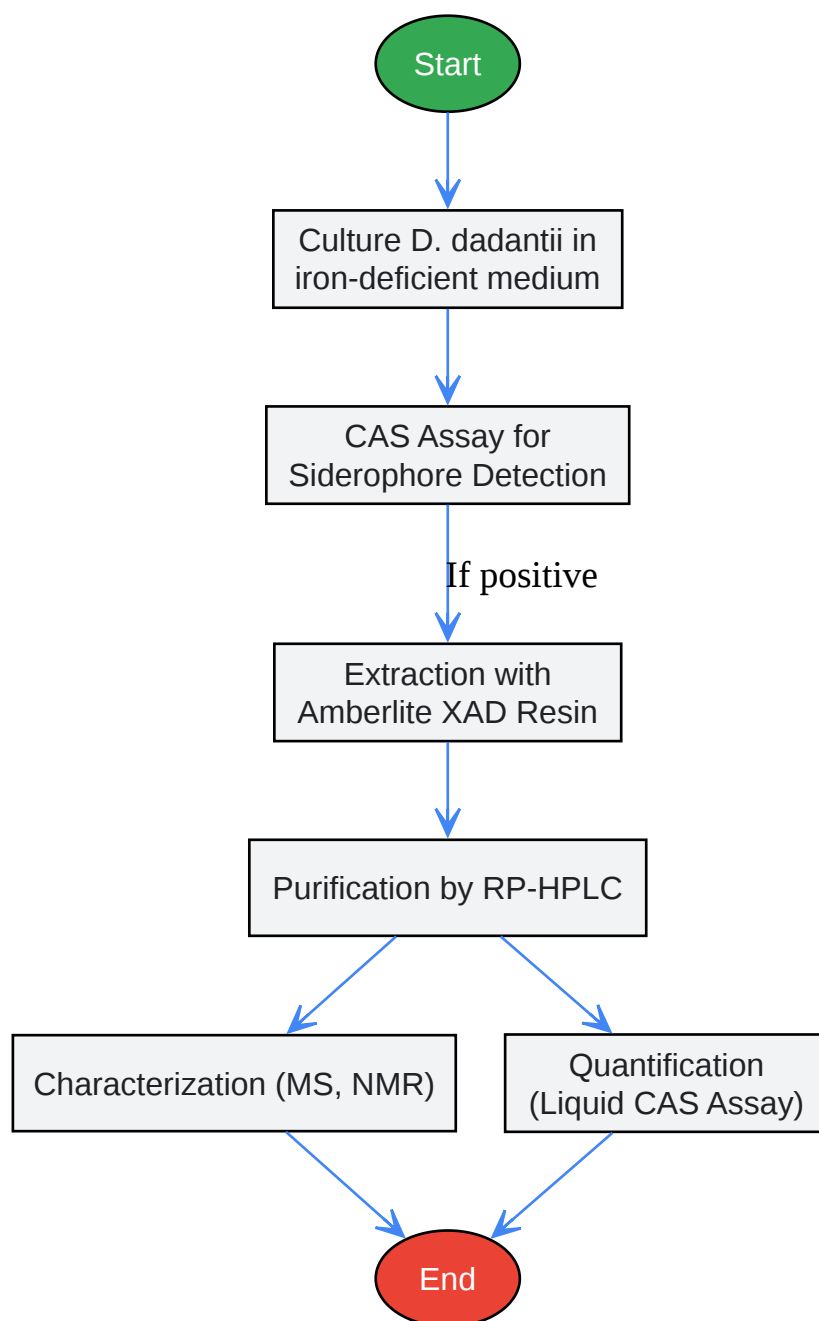 Start
Culture D. dadantii in
iron-deficient medium
CAS Assay for
Siderophore Detection
If positive
Extraction with
Amberlite XAD Resin
Purification by RP-HPLC
Characterization (MS, NMR)
Quantification
(Liquid CAS Assay)
End